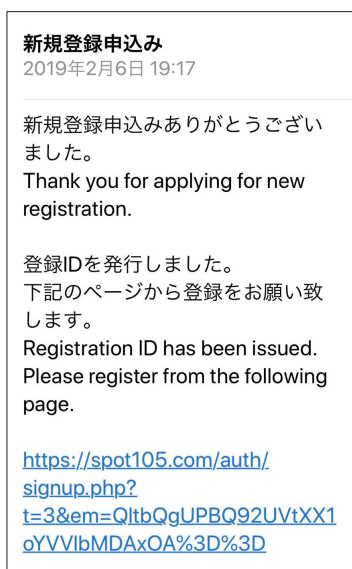 新規登録申込み
2019年2月6日 19:17
新規登録申込みありがとうござい
ました。
Thank you for applying for new
registration.
登録IDを発行しました。
下記のページから登録をお願い致
します。
Registration ID has been issued.
Please register from the following
page.
https://spot105.com/auth/
signup.php?
t=3&em=QltbQgUPBQ92UVtXX1
oYVVlbMDAxOA%3D%3D